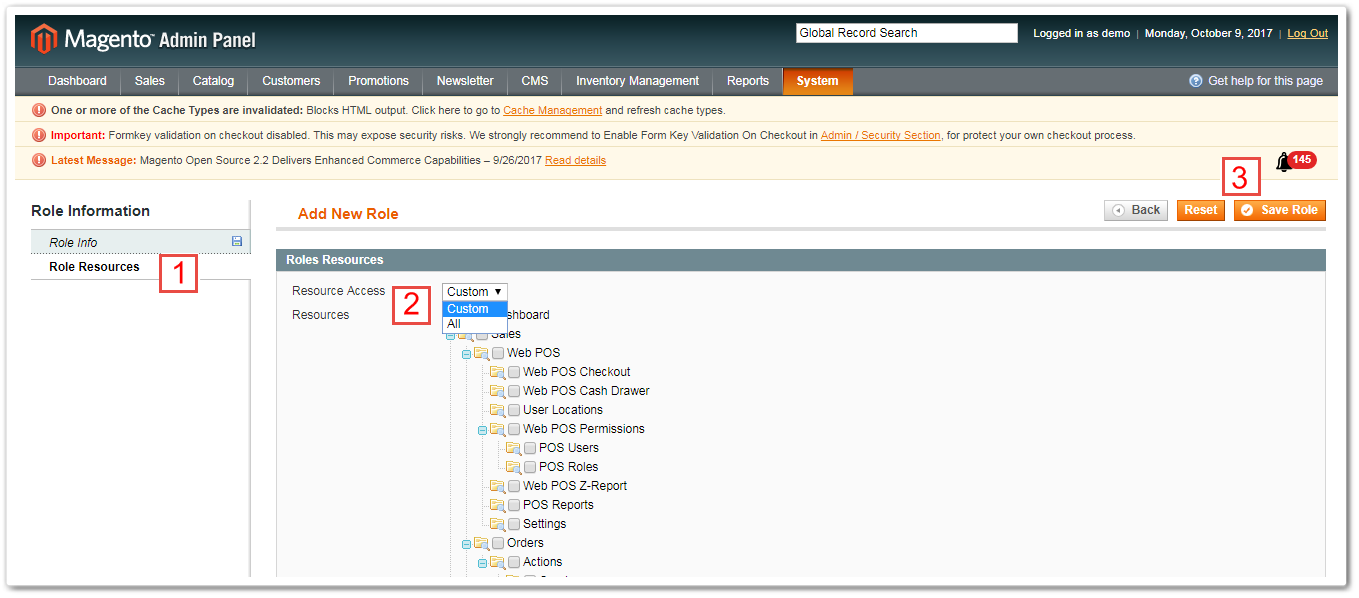 Magento Admin Panel
Global Record Search
Logged in as demo | Monday, October 9, 2017 | Log Out
Dashboard Sales Catalog Customers Promotions Newsletter CMS Inventory Management Reports System Get help for this page
One or more of the Cache Types are invalidated: Blocks HTML output. Click here to go to Cache Management and refresh cache types.
Important: Formkey validation on checkout disabled. This may expose security risks. We strongly recommend to Enable Form Key Validation On Checkout in Admin / Security Section, for protect your own checkout process.
Latest Message: Magento Open Source 2.2 Delivers Enhanced Commerce Capabilities – 9/26/2017 Read details
145
3
Role Information
Role Info
Role Resources
1
Add New Role
Back Reset Save Role
Roles Resources
Resource Access
2
Custom
Custom
All
Resources
shboard
Sales
Web POS
Web POS Checkout
Web POS Cash Drawer
User Locations
Web POS Permissions
POS Users
POS Roles
Web POS Z-Report
POS Reports
Settings
Orders
Actions